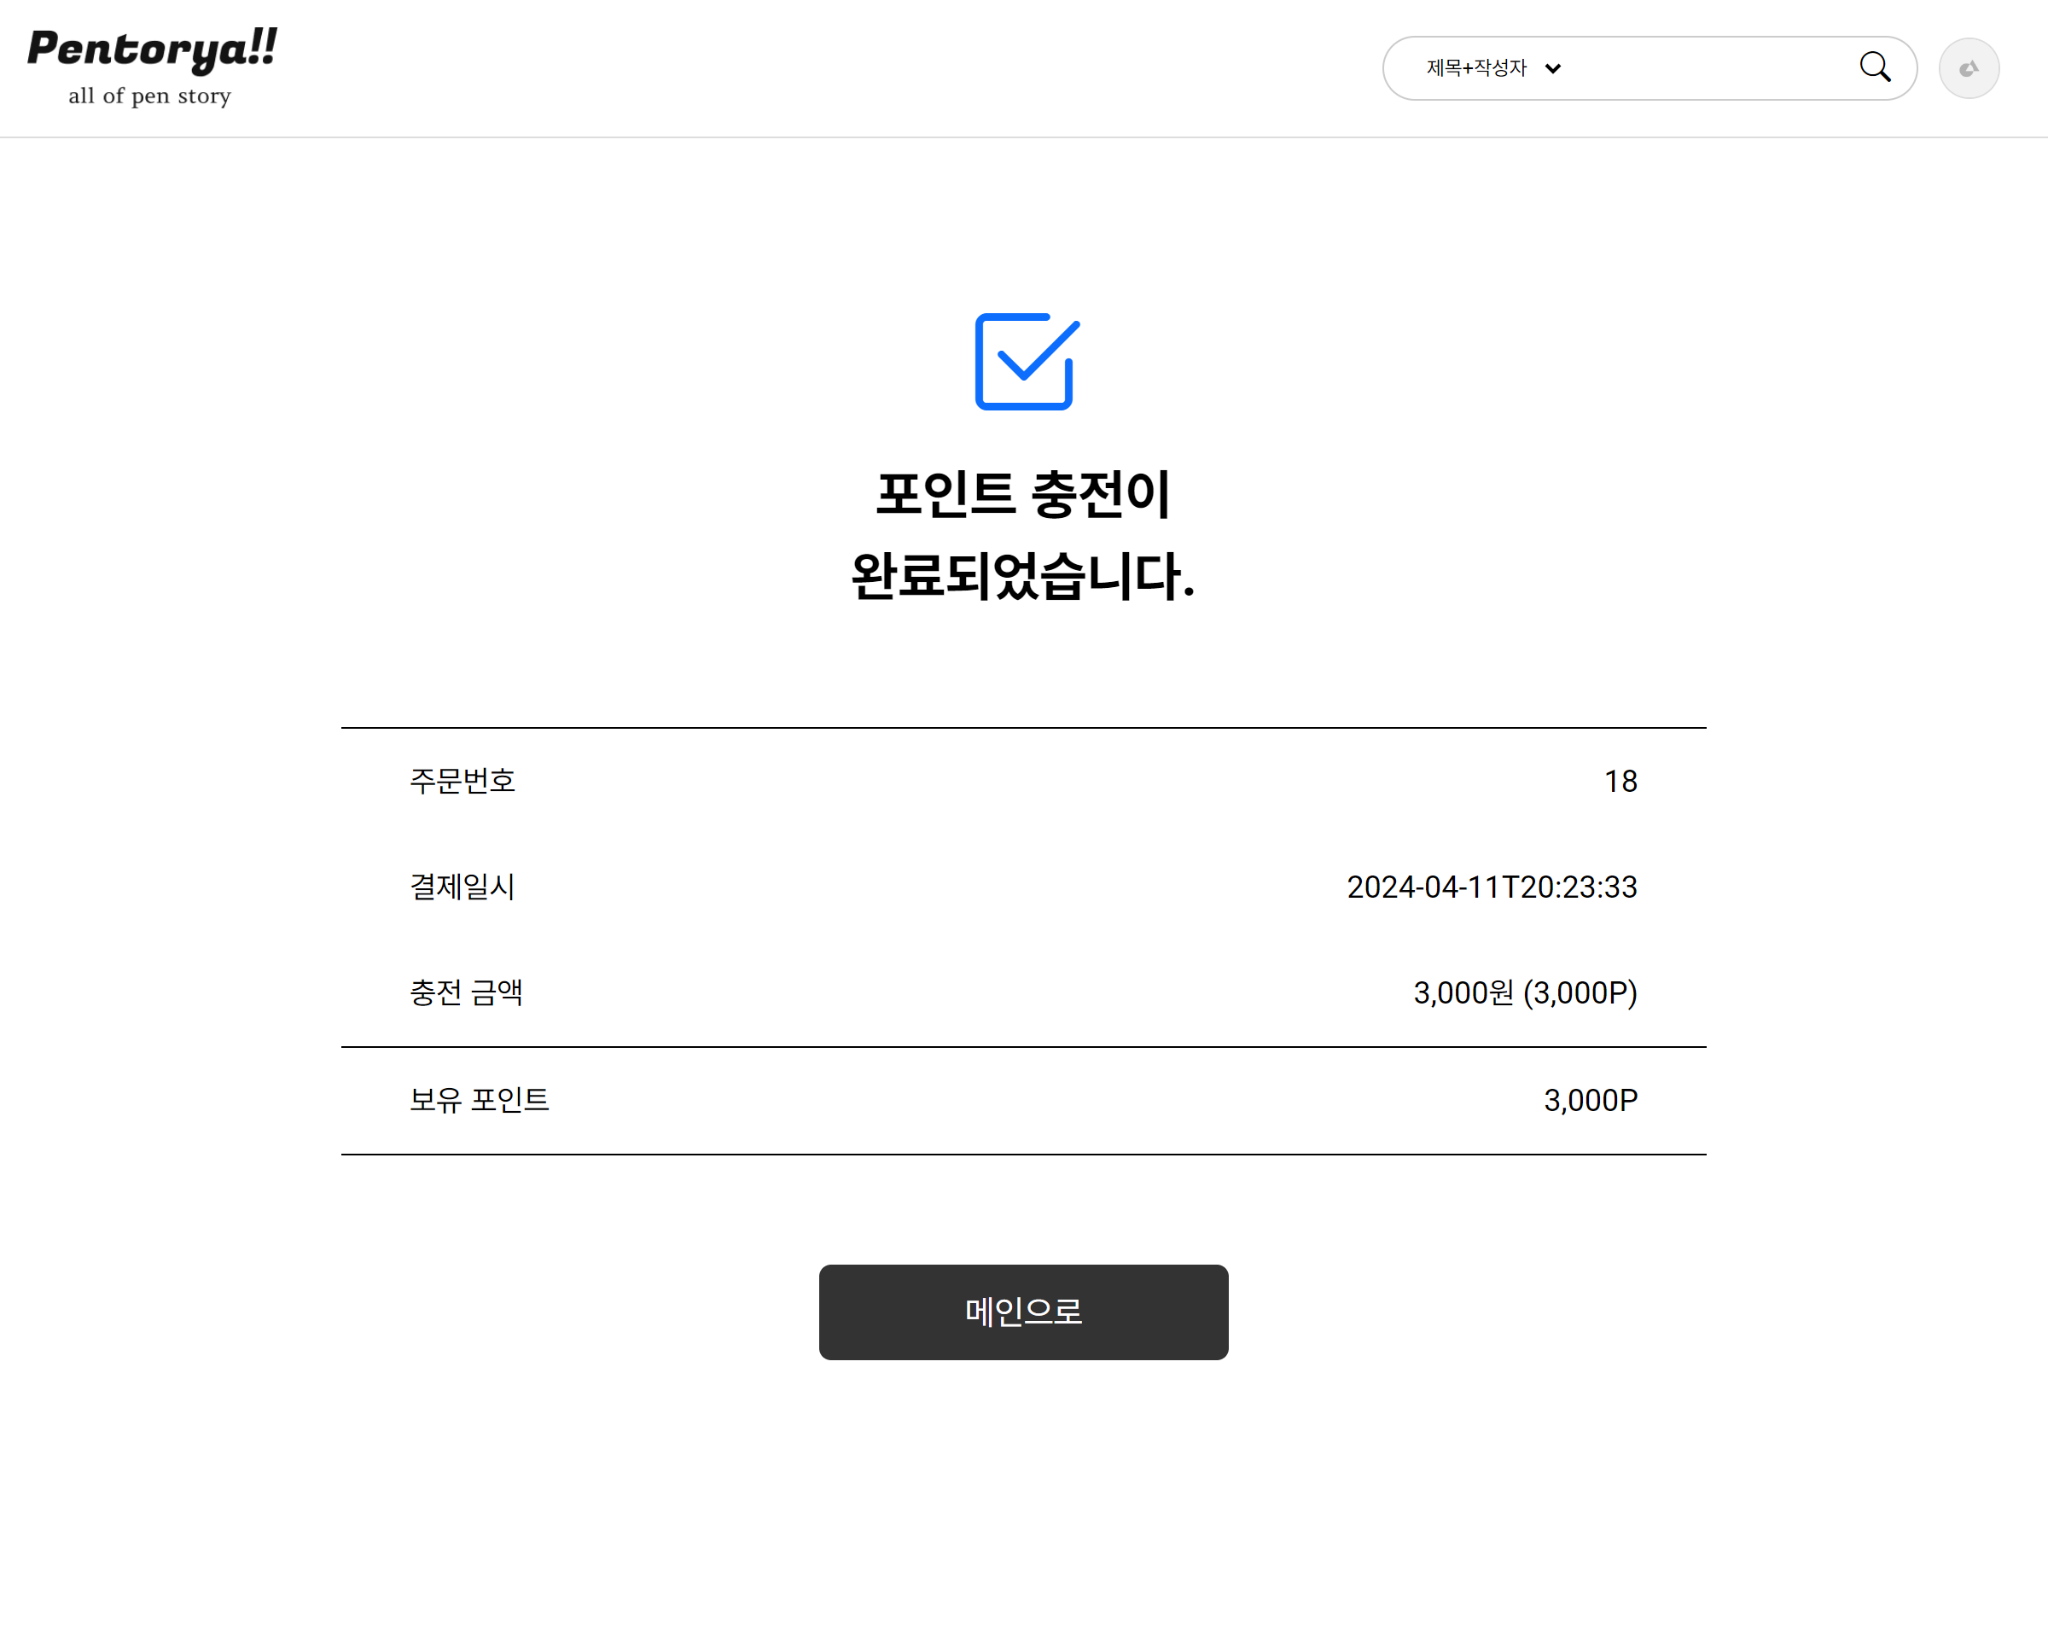 Pentorya!!
all of pen story
제목+작성자
포인트 충전이
완료되었습니다.
주문번호 18
결제일시 2024-04-11T20:23:33
충전 금액 3,000원 (3,000P)
보유 포인트 3,000P
메인으로